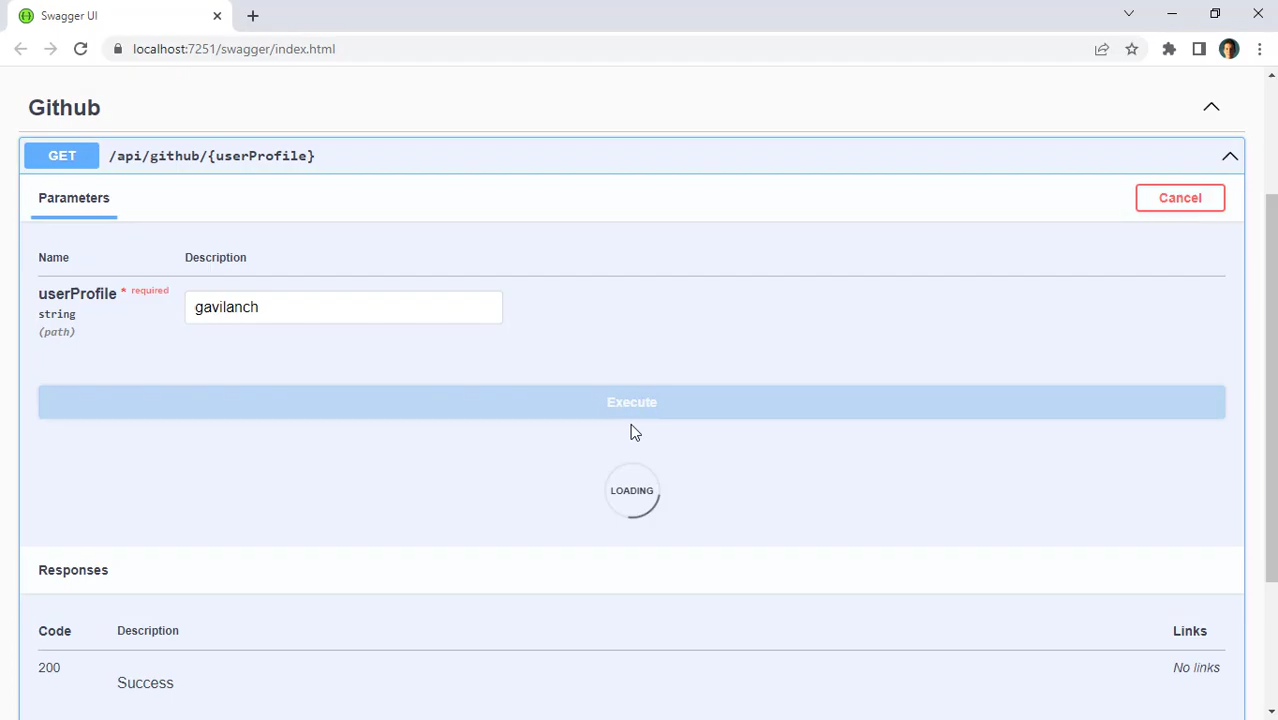 Swagger UI
localhost:7251/swagger/index.html
Github
GET /api/github/{userProfile}
Parameters
Cancel
Name Description
userProfile * required
string
(path)
gavilanch
Execute
LOADING
Responses
Code Description Links
200 Success No links